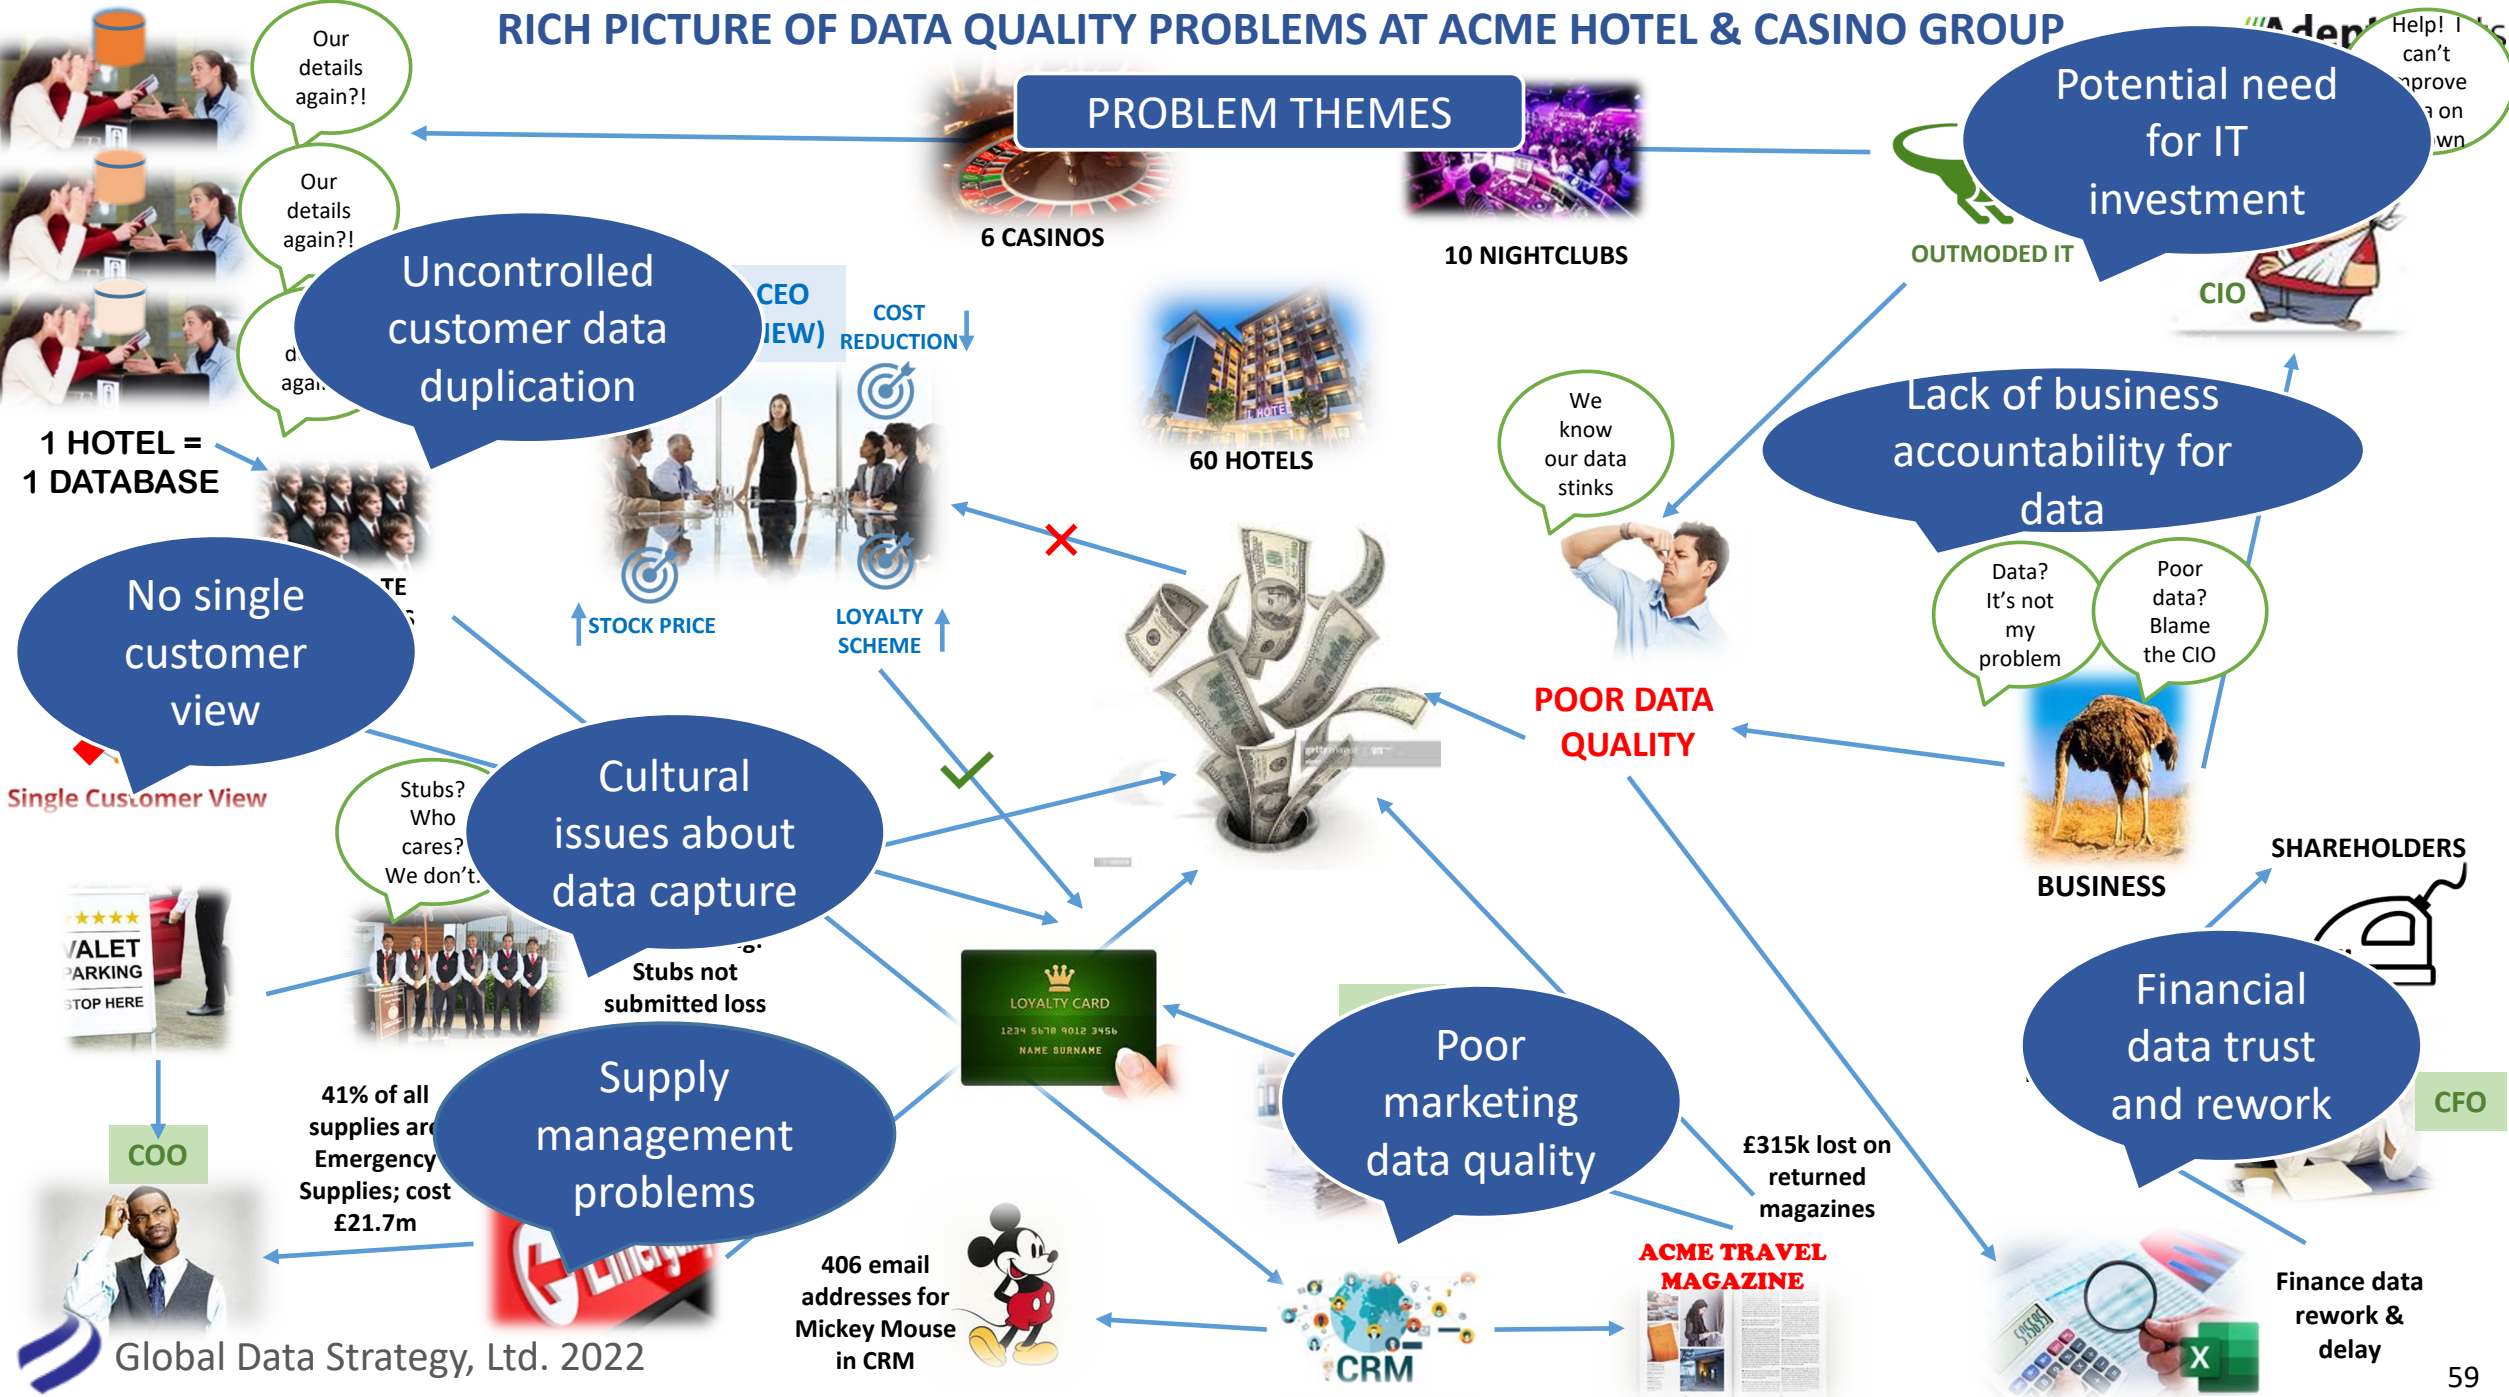 RICH PICTURE OF DATA QUALITY PROBLEMS AT ACME HOTEL & CASINO GROUP
PROBLEM THEMES
Our
details
again?!
Our
details
again?!
Help! I
can't
on
Potential need
for IT
investment
6 CASINOS
10 NIGHTCLUBS
OUTMODED IT
CIO
Uncontrolled
customer data
duplication
CEO
COST
REDUCTION
HOTEL
60 HOTELS
We
know
our data
stinks
Lack of business
accountability for
data
1 HOTEL =
1 DATABASE
No single
customer
view
Single Customer View
STOCK PRICE
LOYALTY
SCHEME
POOR DATA
QUALITY
Data?
It's not
my
problem
Poor
data?
Blame
the CIO
BUSINESS
SHAREHOLDERS
Stubs?
Who
cares?
We don't.
Cultural
issues about
data capture
Stubs not
submitted loss
VALET
PARKING
STOP HERE
LOYALTY CARD
1234 5678 9012 3456
NAME SURNAME
COO
41% of all
supplies are
Emergency
Supplies; cost
£21.7m
Supply
management
problems
Emergency
Poor
marketing
data quality
£315k lost on
returned
magazines
Financial
data trust
and rework
CFO
406 email
addresses for
Mickey Mouse
in CRM
CRM
ACME TRAVEL
MAGAZINE
X
Finance data
rework &
delay
Global Data Strategy, Ltd. 2022
59